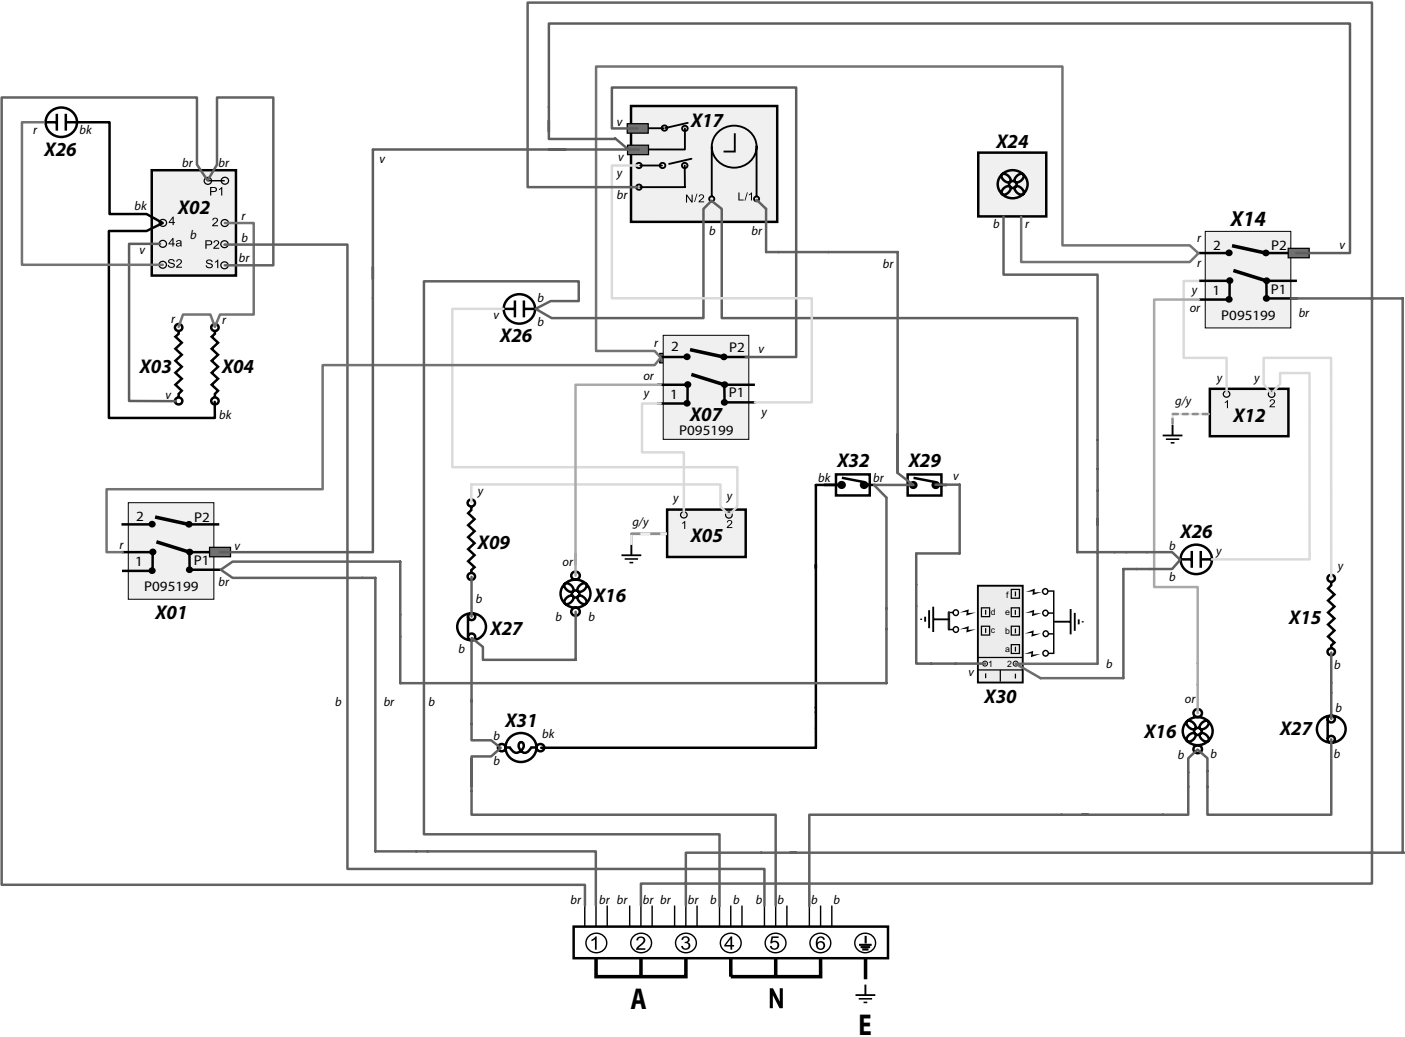 r
bk
X26
br
br
P1
X02
bk
4
2
r
b
v
4a
P2
b
S2
S1
br
r
r
X03
X04
v
bk
2
P2
r
1
P1
v
br
P095199
X01
v
X17
v
v
y
br
N/2
L/1
b
br
br
b
v
b
X26
r
2
P2
v
or
y
1
P1
y
X07
P095199
X24
b
r
X14
r
r
2
P2
v
y
or
1
P1
br
P095199
y
y
1
2
g/y
X12
y
X09
y
y
1
2
g/y
X05
or
X16
b
b
b
X27
b
bk
X32
br
X29
v
f
d
e
c
b
a
1
2
v
b
X30
b
X26
y
b
y
X15
b
or
X16
b
b
b
X27
b
b
br
b
X31
b
bk
b
br
br
br
br
br
br
b
b
b
b
b
b
b
1
2
3
4
5
6
A
N
E